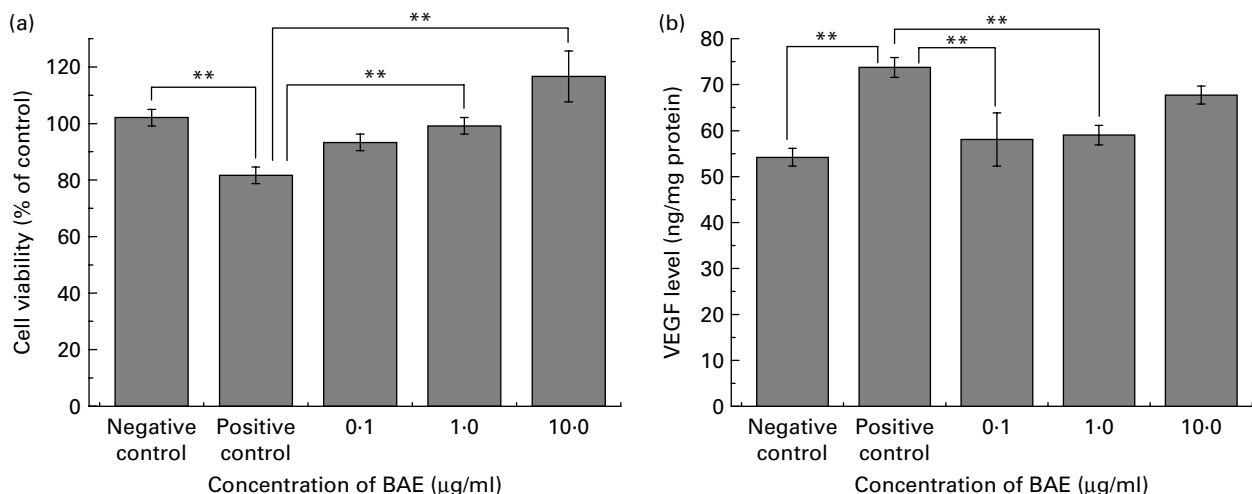 (a)
**
**
**
Cell viability (% of control)
120
100
80
60
40
20
0
Negative control
Positive control
0·1
1·0
10·0
Concentration of BAE (μg/ml)
(b)
**
**
**
VEGF level (ng/mg protein)
80
70
60
50
40
30
20
10
0
Negative control
Positive control
0·1
1·0
10·0
Concentration of BAE (μg/ml)